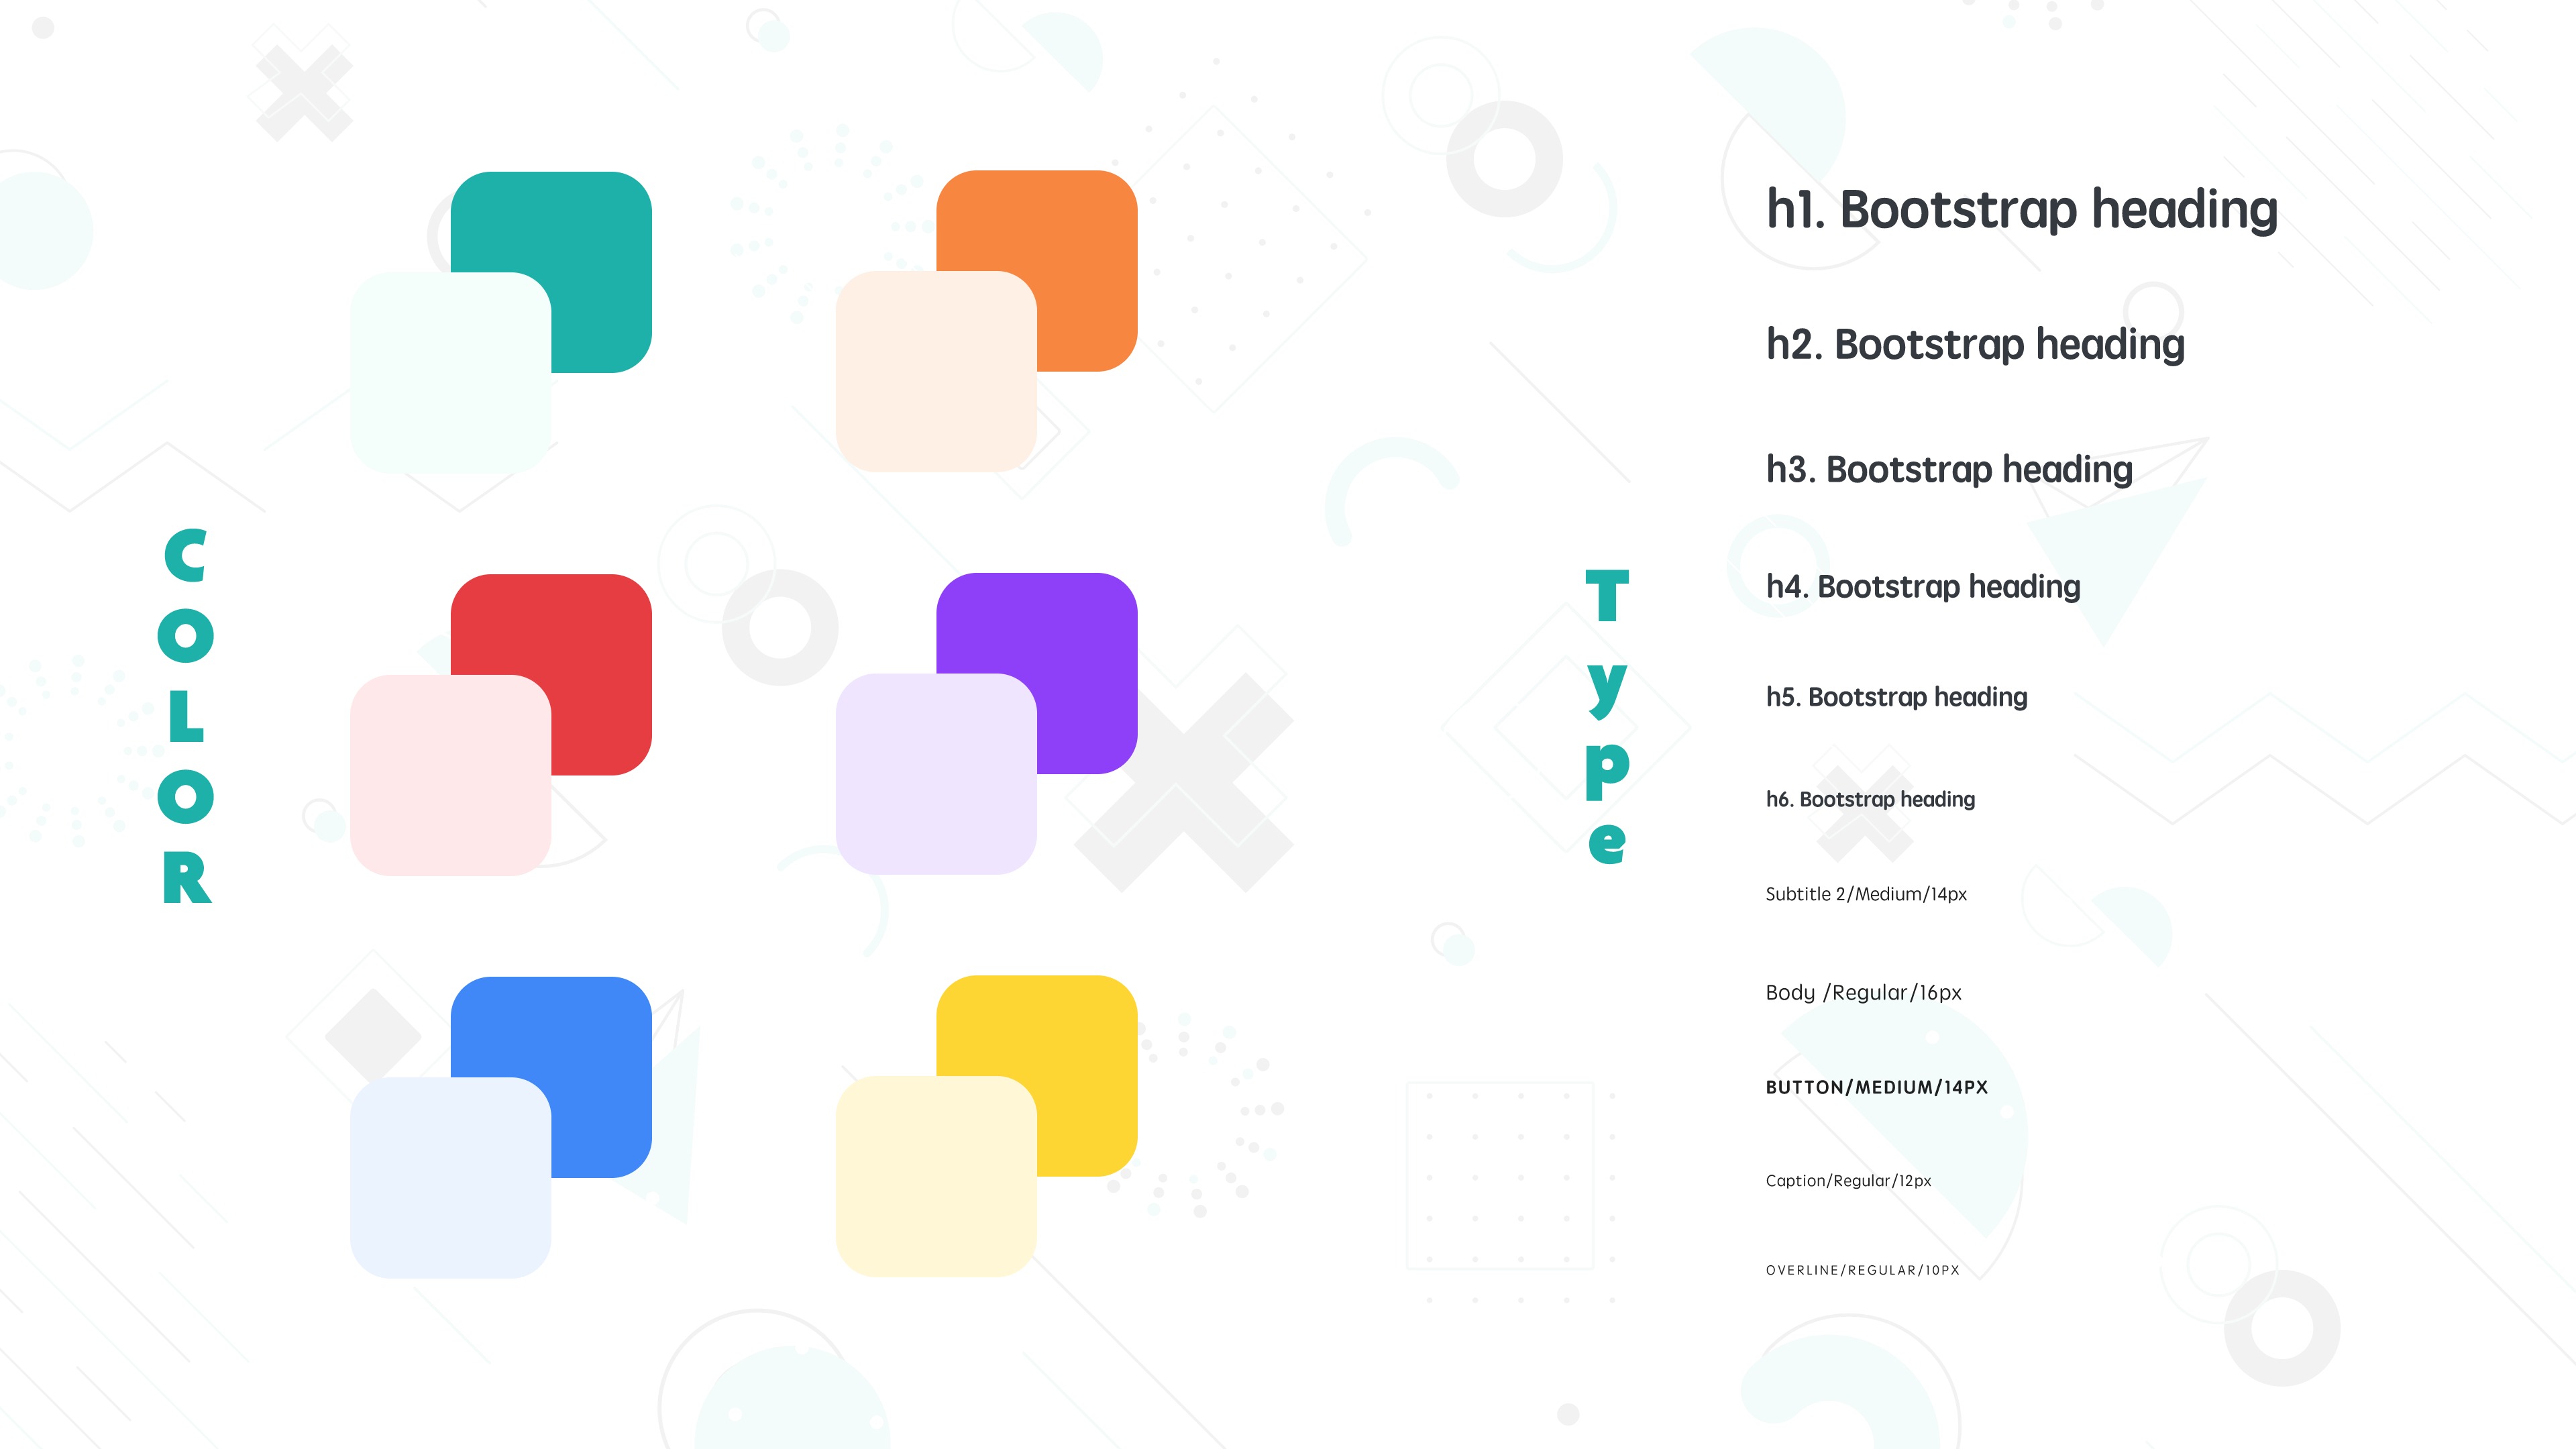 COLOR
Type
h1. Bootstrap heading
h2. Bootstrap heading
h3. Bootstrap heading
h4. Bootstrap heading
h5. Bootstrap heading
h6. Bootstrap heading
Subtitle 2/Medium/14px
Body /Regular/16px
BUTTON/MEDIUM/14PX
Caption/Regular/12px
OVERLINE/REGULAR/10PX